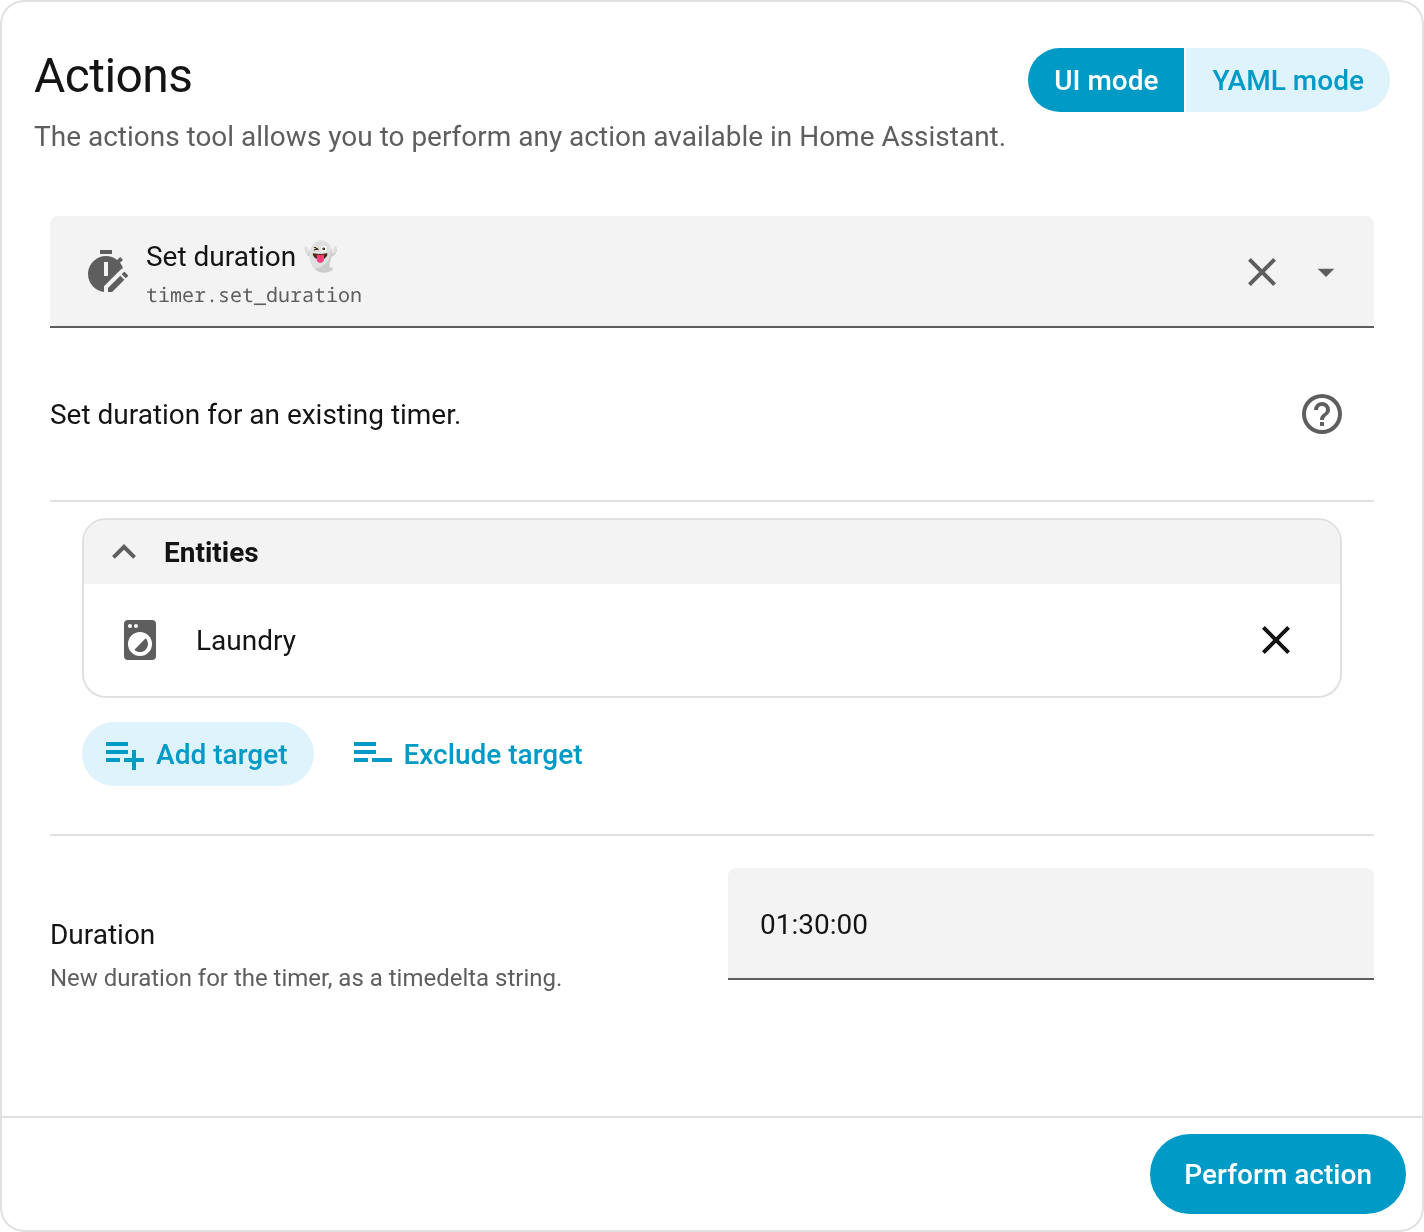 Actions
UI mode
YAML mode
The actions tool allows you to perform any action available in Home Assistant.
Set duration 👻
timer.set_duration
Set duration for an existing timer.
Entities
Laundry
Add target
Exclude target
Duration
New duration for the timer, as a timedelta string.
01:30:00
Perform action